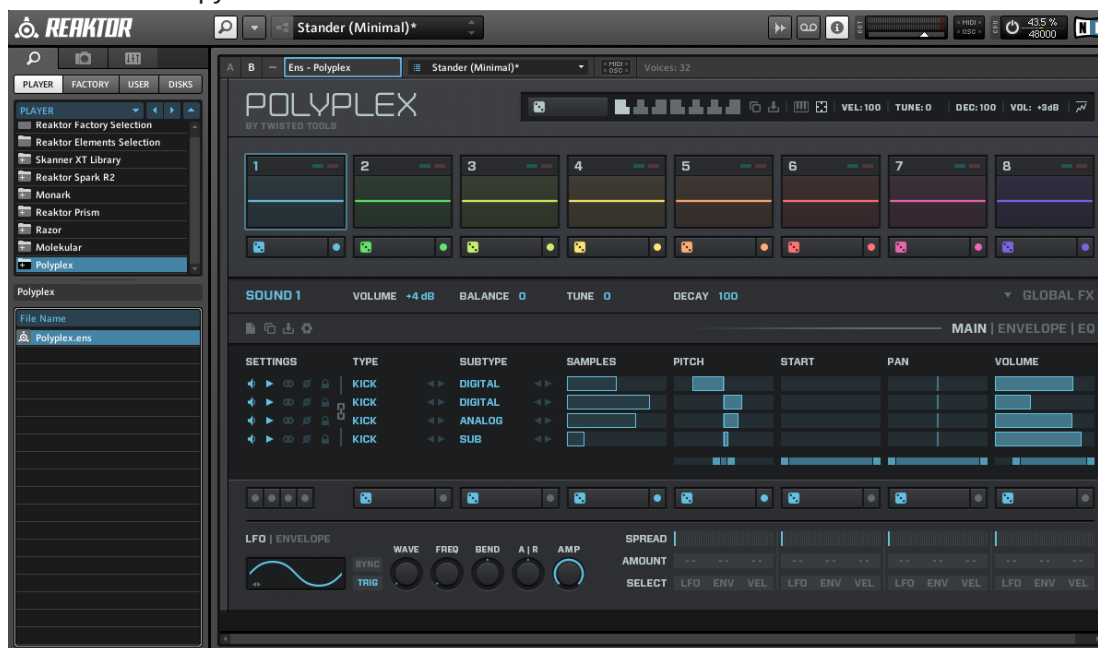 REAKTOR
Stander (Minimal)*
MIDI
OSC
OUT
CPU
43.5 %
48000
N
PLAYER FACTORY USER DISKS
PLAYER
Reaktor Factory Selection
Reaktor Elements Selection
Skanner XT Library
Reaktor Spark R2
Monark
Reaktor Prism
Razor
Molekular
Polyplex
Polyplex
File Name
Polyplex.ens
A B Ens - Polyplex Stander (Minimal)* MIDI OSC Voices: 32
POLYPLEX
BY TWISTED TOOLS
VEL: 100 TUNE: 0 DEC: 100 VOL: +3dB
1 2 3 4 5 6 7 8
SOUND 1 VOLUME +4 dB BALANCE 0 TUNE 0 DECAY 100 GLOBAL FX
MAIN | ENVELOPE | EQ
SETTINGS TYPE SUBTYPE SAMPLES PITCH START PAN VOLUME
KICK DIGITAL
KICK DIGITAL
KICK ANALOG
KICK SUB
LFO | ENVELOPE
SYNC
TRIG
WAVE FREQ BEND A | R AMP
SPREAD
AMOUNT -- -- -- -- -- -- -- -- -- -- -- --
SELECT LFO ENV VEL LFO ENV VEL LFO ENV VEL LFO ENV VEL